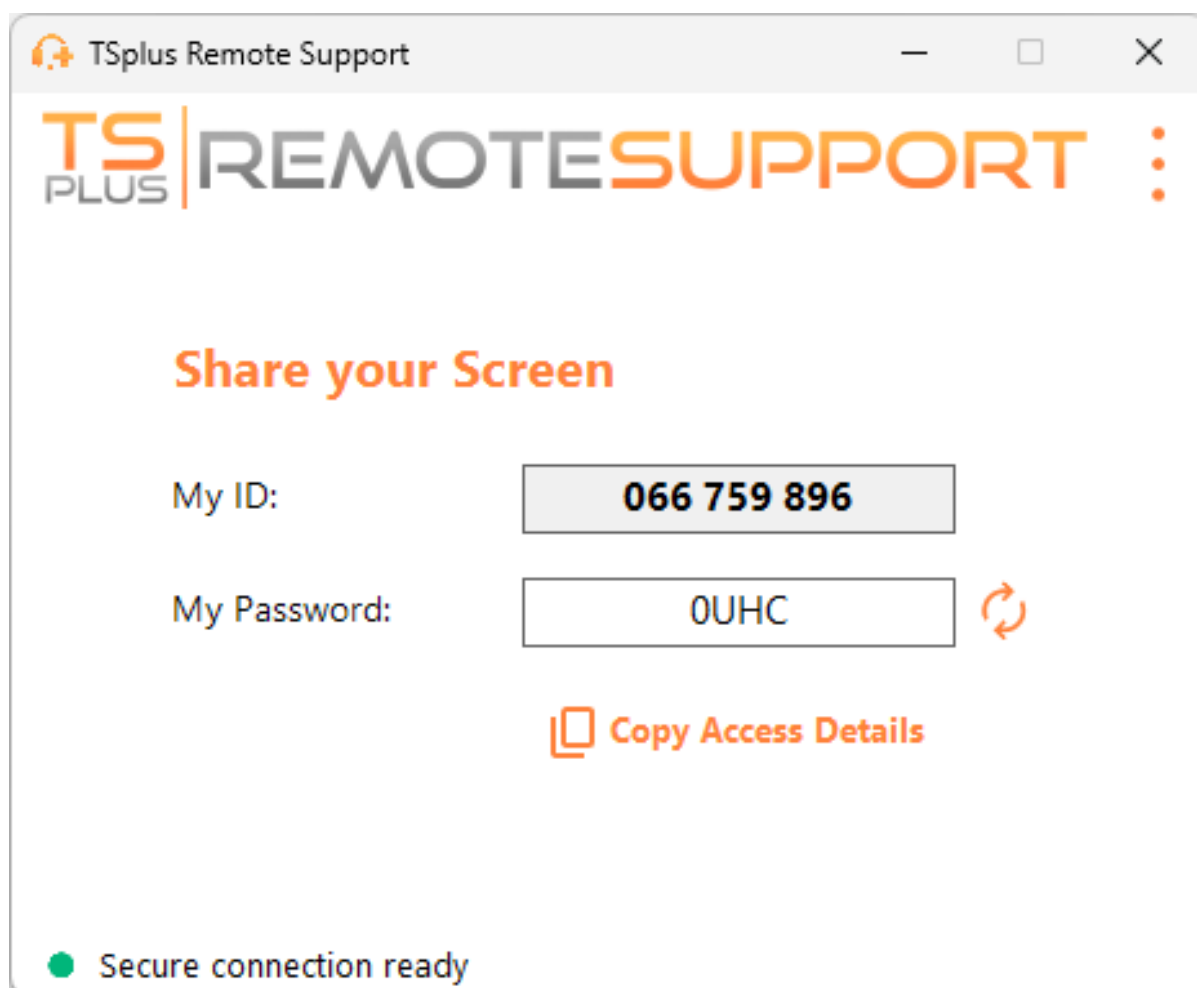 TSplus Remote Support
TS PLUS REMOTESUPPORT
Share your Screen
My ID: 066 759 896
My Password: 0UHC
Copy Access Details
Secure connection ready